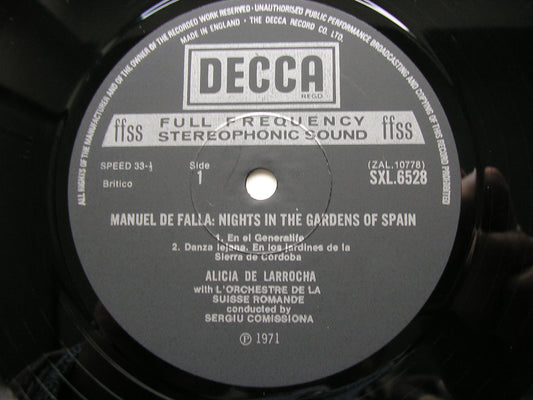 ALL RIGHTS OF THE MANUFACTURER AND OF THE OWNER OF THE RECORDED WORK RESERVED · UNAUTHORISED PUBLIC PERFORMANCE BROADCASTING AND COPYING OF THIS RECORD PROHIBITED
MADE IN ENGLAND · THE DECCA RECORD CO. LTD.
DECCA
REGD
ffss FULL FREQUENCY STEREOPHONIC SOUND ffss
SPEED 33-⅓ Side (ZAL.10778)
Britico 1 SXL.6528
MANUEL DE FALLA: NIGHTS IN THE GARDENS OF SPAIN
1. En el Generalife
2. Danza lejana. En los jardines de la
Sierra de Córdoba
ALICIA DE LARROCHA
with L'ORCHESTRE DE LA
SUISSE ROMANDE
conducted by
SERGIU COMISSIONA
Ⓟ 1971